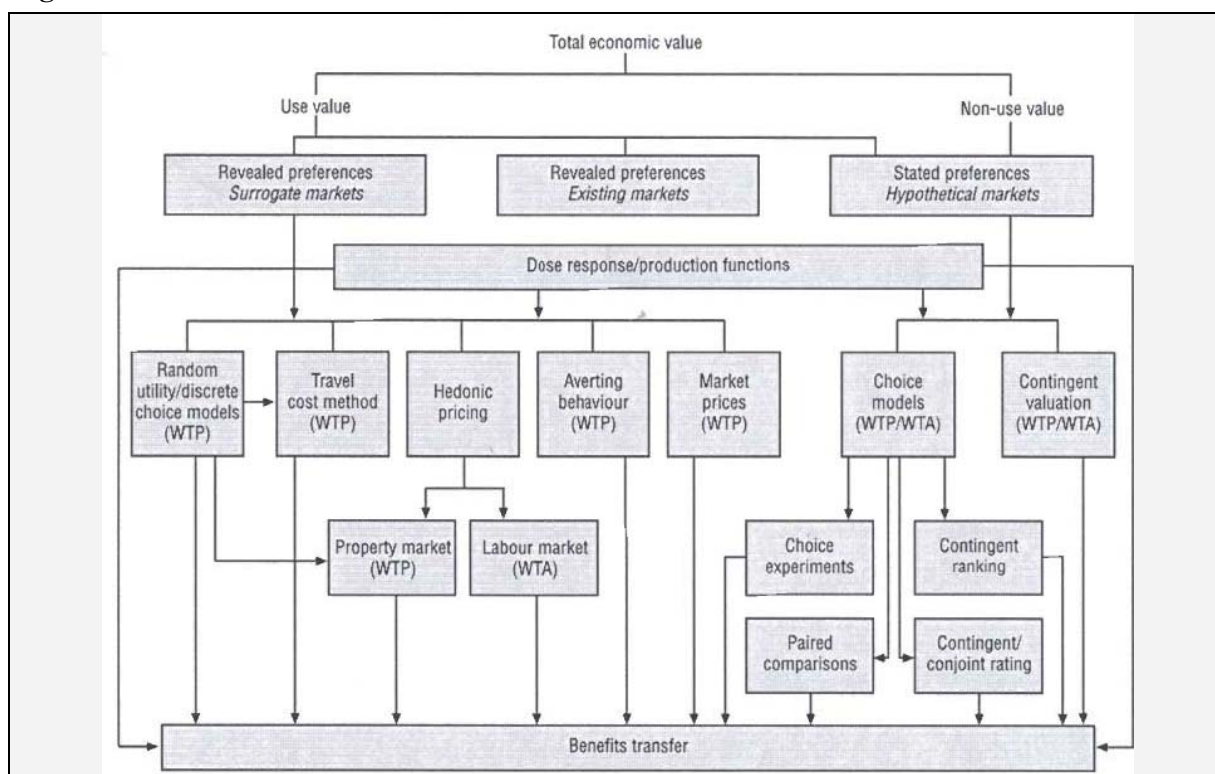 Total economic value
Use value
Non-use value
Revealed preferences
Surrogate markets
Revealed preferences
Existing markets
Stated preferences
Hypothetical markets
Dose response/production functions
Random
utility/discrete
choice models
(WTP)
Travel
cost method
(WTP)
Hedonic
pricing
Averting
behaviour
(WTP)
Market
prices
(WTP)
Choice
models
(WTP/WTA)
Contingent
valuation
(WTP/WTA)
Property market
(WTP)
Labour market
(WTA)
Choice
experiments
Contingent
ranking
Paired
comparisons
Contingent/
conjoint rating
Benefits transfer